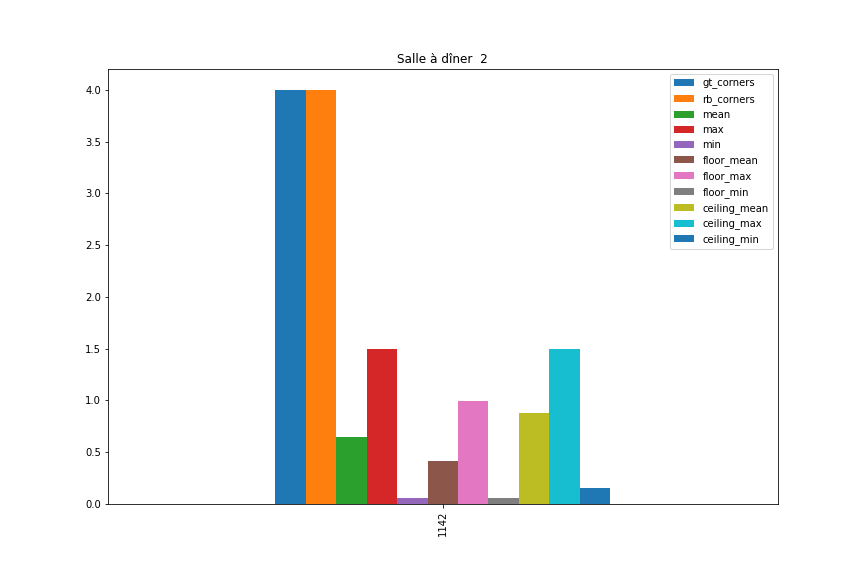 Salle à dîner  2
4.0
3.5
3.0
2.5
2.0
1.5
1.0
0.5
0.0
gt_corners
rb_corners
mean
max
min
floor_mean
floor_max
floor_min
ceiling_mean
ceiling_max
ceiling_min
1142